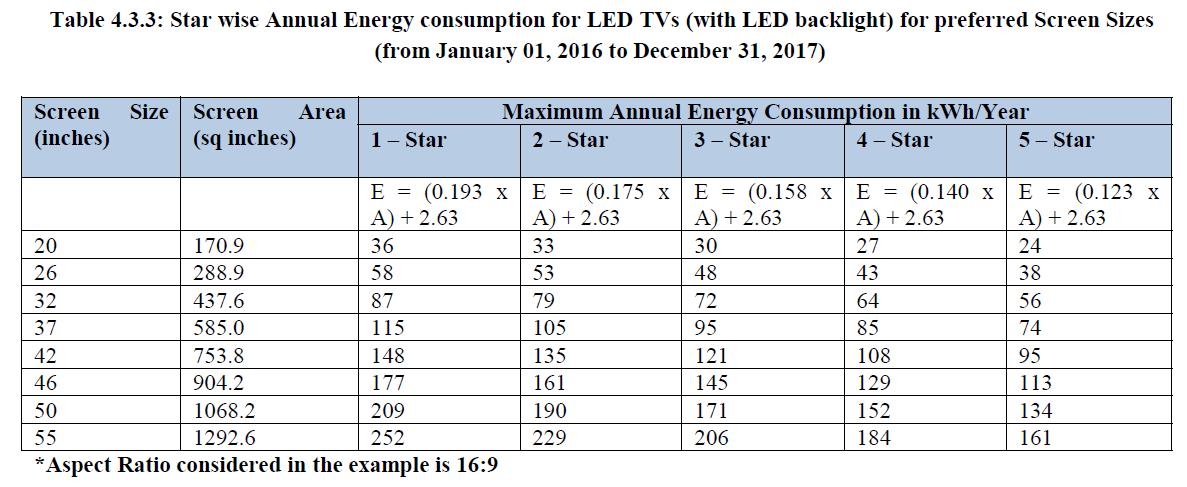 Table 4.3.3: Star wise Annual Energy consumption for LED TVs (with LED backlight) for preferred Screen Sizes
(from January 01, 2016 to December 31, 2017)
Screen Size Screen Area Maximum Annual Energy Consumption in kWh/Year
(inches) (sq inches) 1 – Star 2 – Star 3 – Star 4 – Star 5 – Star
E = (0.193 x E = (0.175 x E = (0.158 x E = (0.140 x E = (0.123 x
A) + 2.63 A) + 2.63 A) + 2.63 A) + 2.63 A) + 2.63
20 170.9 36 33 30 27 24
26 288.9 58 53 48 43 38
32 437.6 87 79 72 64 56
37 585.0 115 105 95 85 74
42 753.8 148 135 121 108 95
46 904.2 177 161 145 129 113
50 1068.2 209 190 171 152 134
55 1292.6 252 229 206 184 161
*Aspect Ratio considered in the example is 16:9